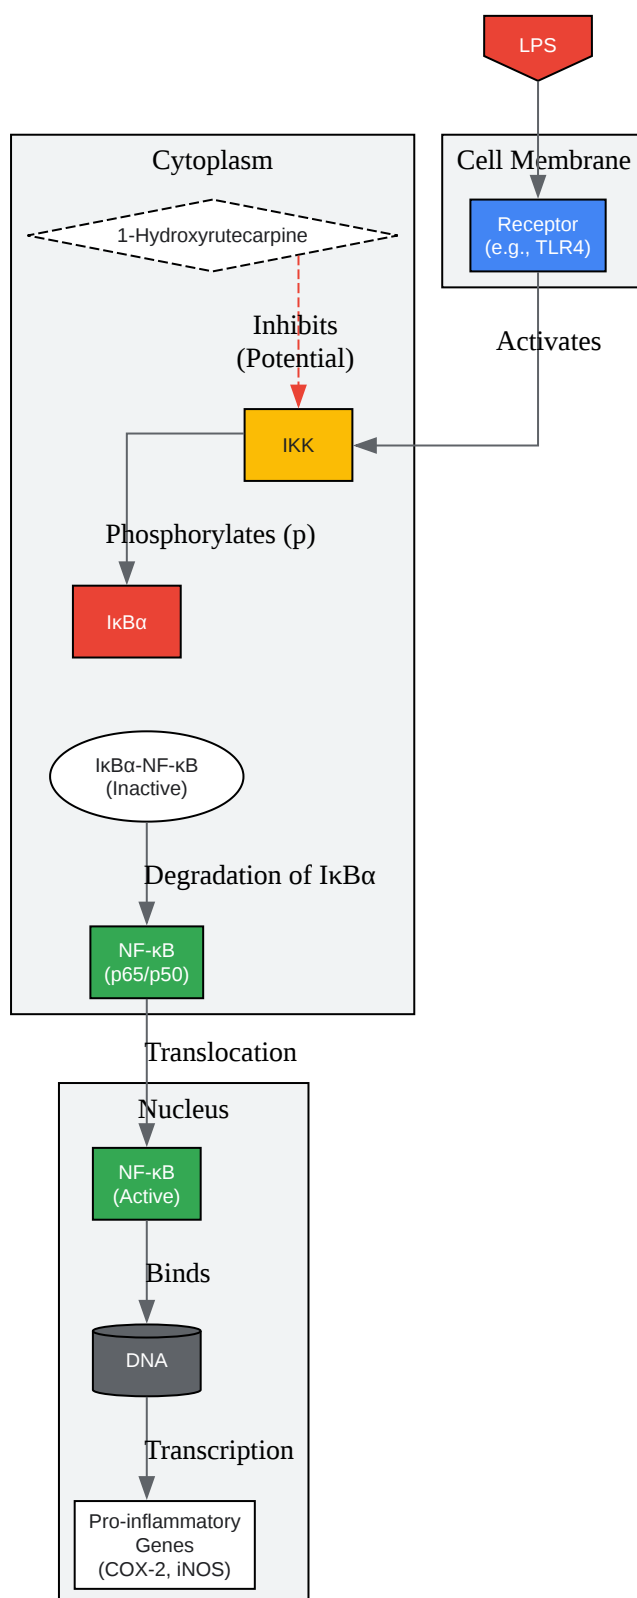 LPS
Cytoplasm
Cell Membrane
1-Hydroxyrutecarpine
Receptor
(e.g., TLR4)
Inhibits
(Potential)
Activates
IKK
Phosphorylates (p)
IκBα
IκBα-NF-κB
(Inactive)
Degradation of IκBα
NF-κB
(p65/p50)
Translocation
Nucleus
NF-κB
(Active)
Binds
DNA
Transcription
Pro-inflammatory
Genes
(COX-2, iNOS)